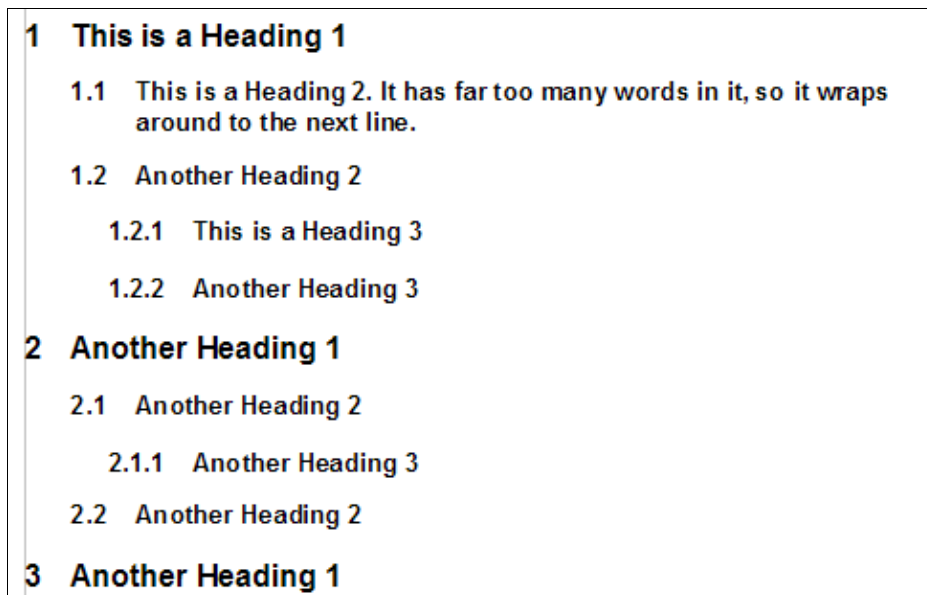 1 This is a Heading 1
1.1 This is a Heading 2. It has far too many words in it, so it wraps
around to the next line.
1.2 Another Heading 2
1.2.1 This is a Heading 3
1.2.2 Another Heading 3
2 Another Heading 1
2.1 Another Heading 2
2.1.1 Another Heading 3
2.2 Another Heading 2
3 Another Heading 1